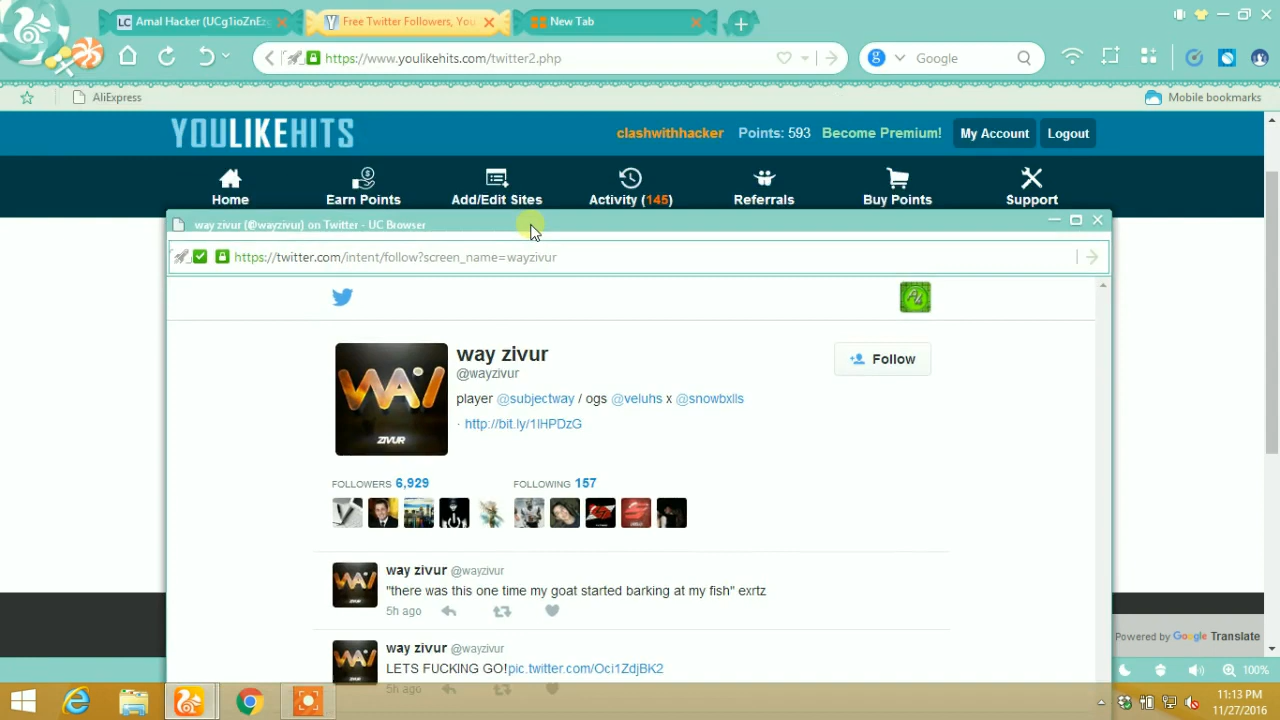 Amal Hacker (UCg1ioZnEz
Free Twitter Followers, You
New Tab
https://www.youlikehits.com/twitter2.php
Google
AliExpress
Mobile bookmarks
YOULIKEHITS
clashwithhacker Points: 593 Become Premium! My Account Logout
Home Earn Points Add/Edit Sites Activity (145) Referrals Buy Points Support
way zivur (@wayzivur) on Twitter - UC Browser
https://twitter.com/intent/follow?screen_name=wayzivur
way zivur
Follow
@wayzivur
player @subjectway / ogs @veluhs x @snowbxlls
· http://bit.ly/1lHPDzG
WAY
ZIVUR
FOLLOWERS 6,929 FOLLOWING 157
way zivur @wayzivur
"there was this one time my goat started barking at my fish" exrtz
5h ago
way zivur @wayzivur
LETS FUCKING GO!pic.twitter.com/Oci1ZdjBK2
5h ago
Powered by Google Translate
100%
11:13 PM
11/27/2016